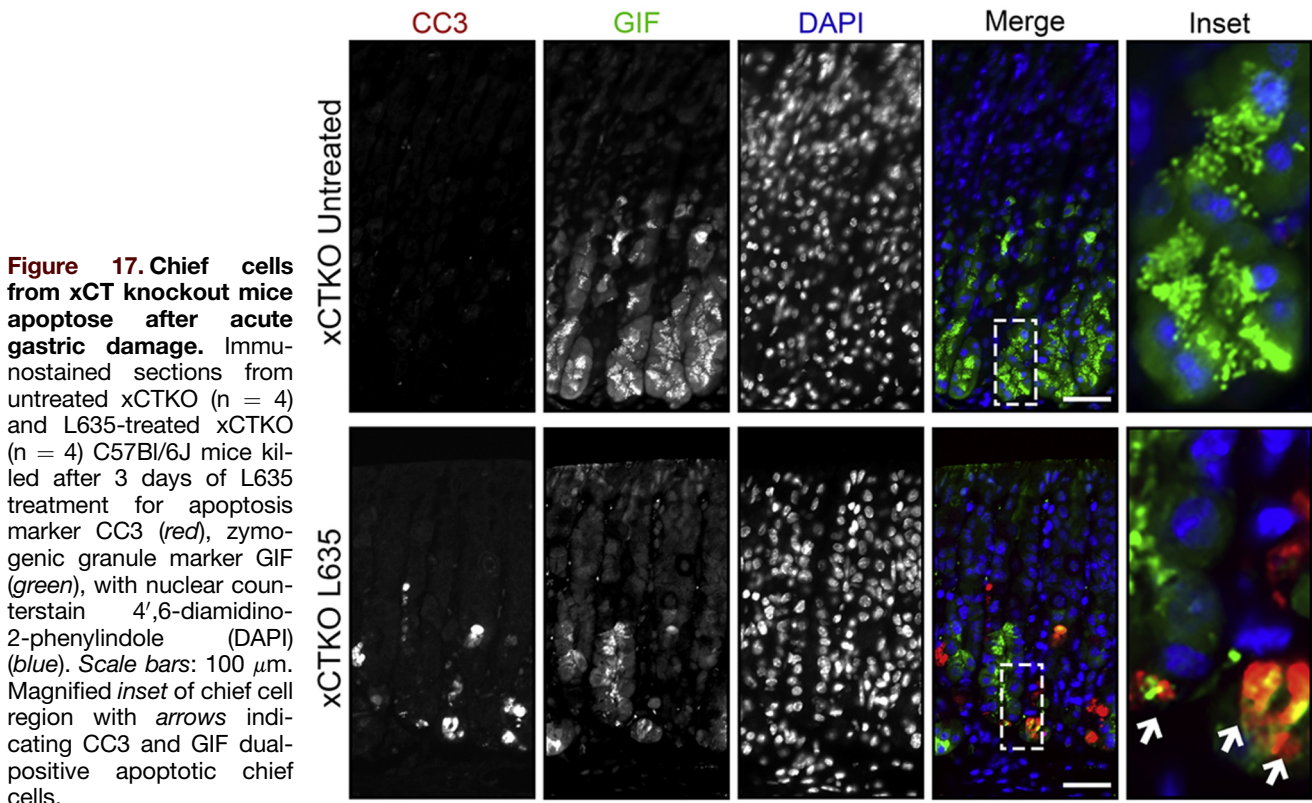 CC3 GIF DAPI Merge Inset
xCTKO Untreated
xCTKO L635
Figure 17. Chief cells
from xCT knockout mice
apoptose after acute
gastric damage. Immu-
nostained sections from
untreated xCTKO (n = 4)
and L635-treated xCTKO
(n = 4) C57Bl/6J mice kil-
led after 3 days of L635
treatment for apoptosis
marker CC3 (red), zymo-
genic granule marker GIF
(green), with nuclear coun-
terstain 4′,6-diamidino-
2-phenylindole (DAPI)
(blue). Scale bars: 100 μm.
Magnified inset of chief cell
region with arrows indi-
cating CC3 and GIF dual-
positive apoptotic chief
cells.